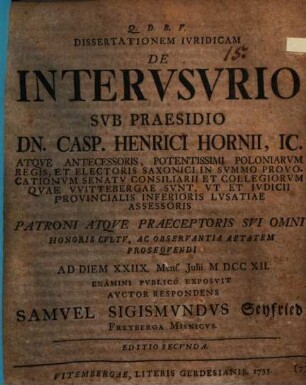 Q. D. B. V
DISSERTATIONEM IVRIDICAM
15.
DE
INTERVSVRIO
SVB PRAESIDIO
DN. CASP. HENRICI HORNII, IC.
ATQVE ANTECESSORIS, POTENTISSIMI POLONIARVM
REGIS, ET ELECTORIS SAXONICI IN SVMMO PROVO-
CATIONVM SENATV CONSILIARII ET COLLEGIORVM
QVAE VVITTEBERGAE SVNT, VT ET IVDICII
PROVINCIALIS INFERIORIS LVSATIAE
ASSESSORIS
PATRONI ATQVE PRAECEPTORIS SVI OMNI
HONORIS CVLTV, AC OBSERVANTIA AETATEM
PROSEQVENDI
AD DIEM XXIIX. Mens. Julii M DCC XII.
EXAMINI PVBLICO EXPOSVIT
AVCTOR RESPONDENS
SAMVEL SIGISMVNDVS Seyfried
FREYBERGA MISNICVS.
EDITIO SECVNDA.
VITEMBERGAE, LITERIS GERDESIANIS, 1735.